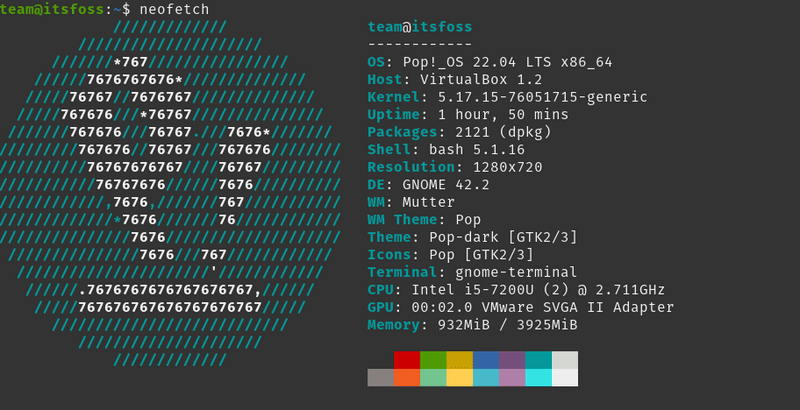 team@itsfoss:~$ neofetch
             /////////////                team@itsfoss
         /////////////////////            ------------
      ///////*767////////////////         OS: Pop!_OS 22.04 LTS x86_64
    //////7676767676*//////////////       Host: VirtualBox 1.2
   /////76767//7676767//////////////      Kernel: 5.17.15-76051715-generic
  /////767676///*76767///////////////     Uptime: 1 hour, 50 mins
 ///////767676///76767.///7676*///////    Packages: 2121 (dpkg)
/////////767676//76767///767676////////   Shell: bash 5.1.16
//////////76767676767////76767/////////   Resolution: 1280x720
///////////76767676//////7676//////////   DE: GNOME 42.2
////////////,7676,///////767///////////   WM: Mutter
/////////////*7676///////76////////////   WM Theme: Pop
///////////////7676////////////////////   Theme: Pop-dark [GTK2/3]
 ///////////////7676///767////////////    Icons: Pop [GTK2/3]
  //////////////////////'////////////     Terminal: gnome-terminal
   //////.7676767676767676767,//////      CPU: Intel i5-7200U (2) @ 2.711GHz
    /////767676767676767676767/////       GPU: 00:02.0 VMware SVGA II Adapter
      ///////////////////////////         Memory: 932MiB / 3925MiB
         /////////////////////
             /////////////